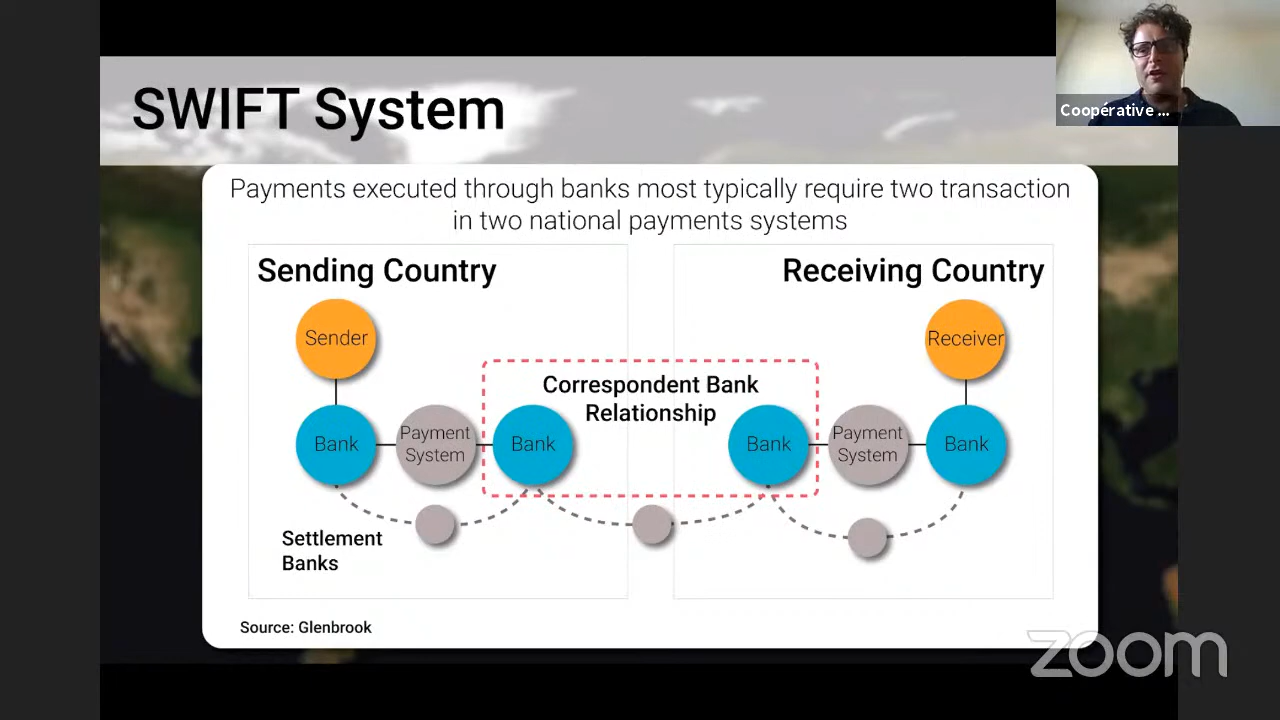 SWIFT System
Coopérative ...
Payments executed through banks most typically require two transaction
in two national payments systems
Sending Country
Receiving Country
Sender
Receiver
Correspondent Bank
Relationship
Bank
Payment
System
Bank
Bank
Payment
System
Bank
Settlement
Banks
Source: Glenbrook
zoom